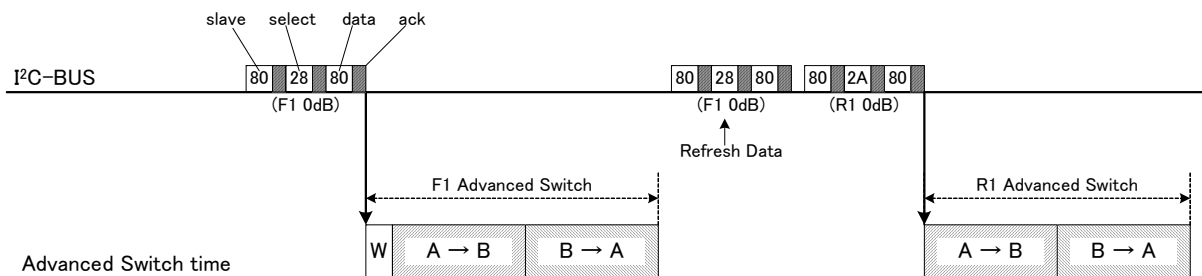 slave select data ack
I²C-BUS 80 28 80 80 28 80 80 2A 80
(F1 0dB) (F1 0dB) (R1 0dB)
Refresh Data
F1 Advanced Switch R1 Advanced Switch
W A → B B → A A → B B → A
Advanced Switch time